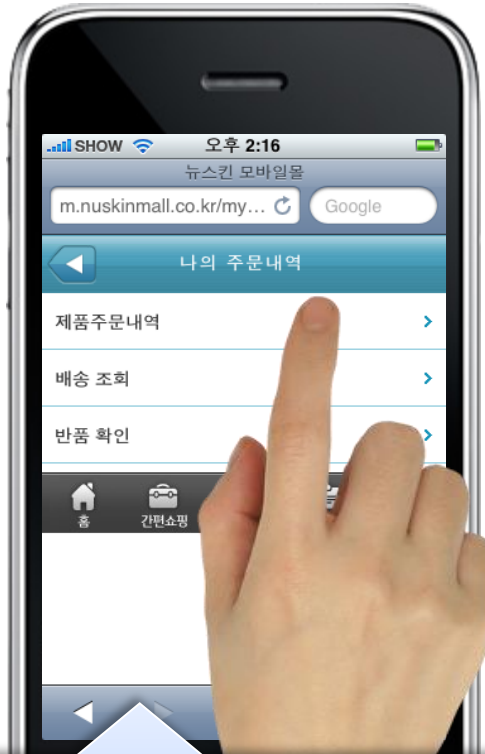 SHOW 오후 2:16
뉴스킨 모바일몰
m.nuskinmall.co.kr/my... Google
나의 주문내역
제품주문내역
배송 조회
반품 확인
홈 간편쇼핑